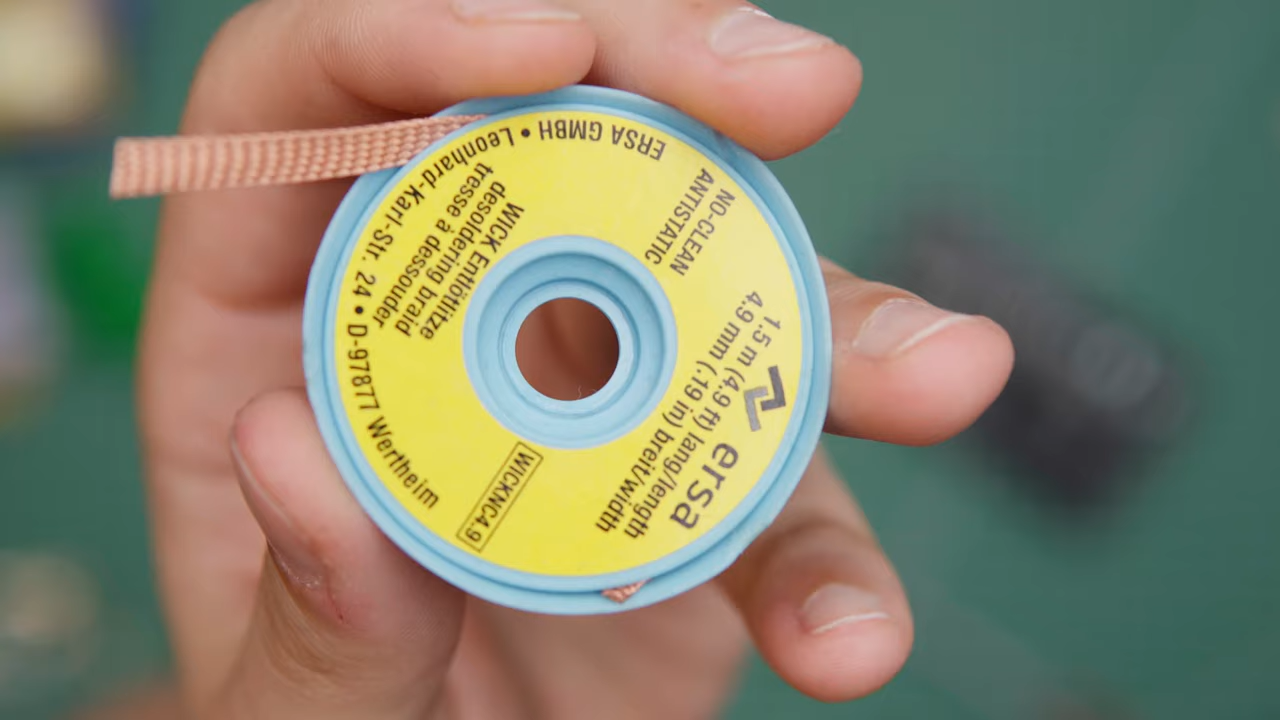 ersa
1.5 m (4.9 ft) lang/length
4.9 mm (.19 in) breit/width
NO-CLEAN
ANTISTATIC
WICK Entlötlitze
desoldering braid
tresse à dessouder
WICKNC4.9
ERSA GMBH • Leonhard-Karl-Str. 24 • D-97877 Wertheim